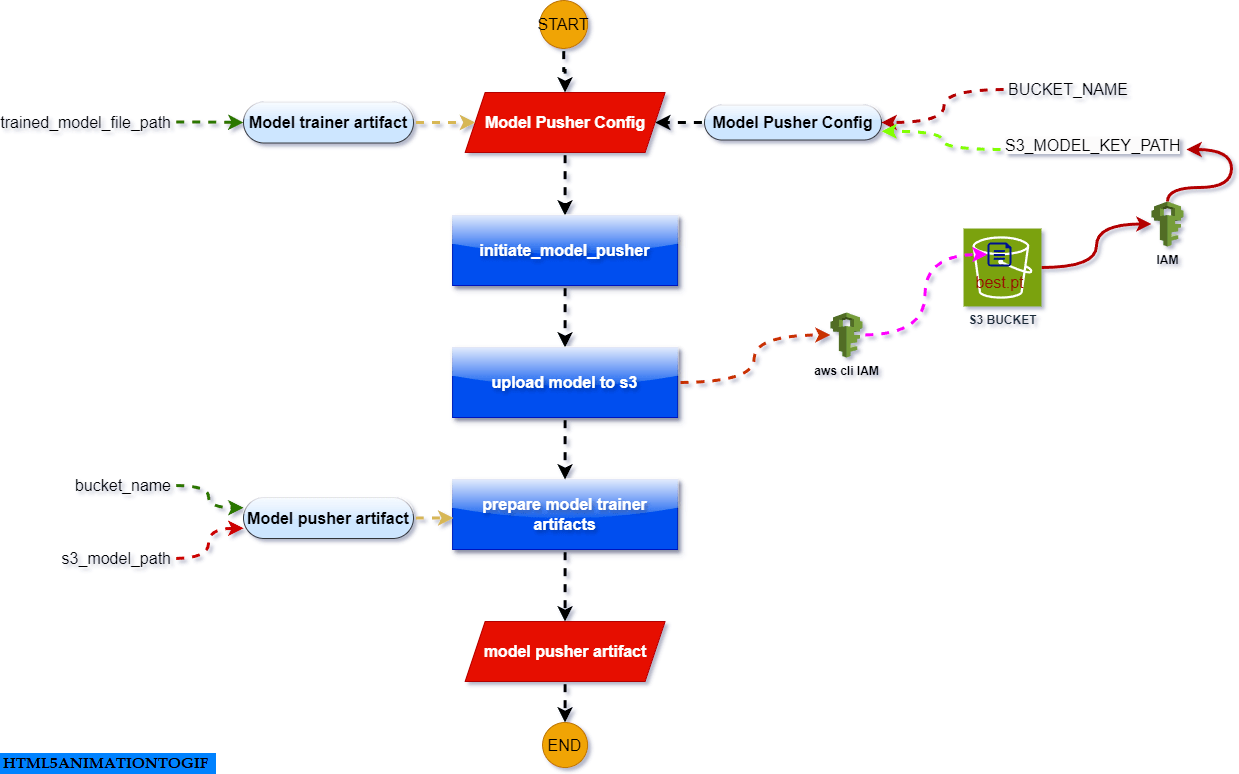 START
trained_model_file_path
Model trainer artifact
Model Pusher Config
Model Pusher Config
BUCKET_NAME
S3_MODEL_KEY_PATH
initiate_model_pusher
IAM
best.pt
S3 BUCKET
upload model to s3
aws cli IAM
bucket_name
s3_model_path
Model pusher artifact
prepare model trainer
artifacts
model pusher artifact
END
HTML5ANIMATIONTOGIF